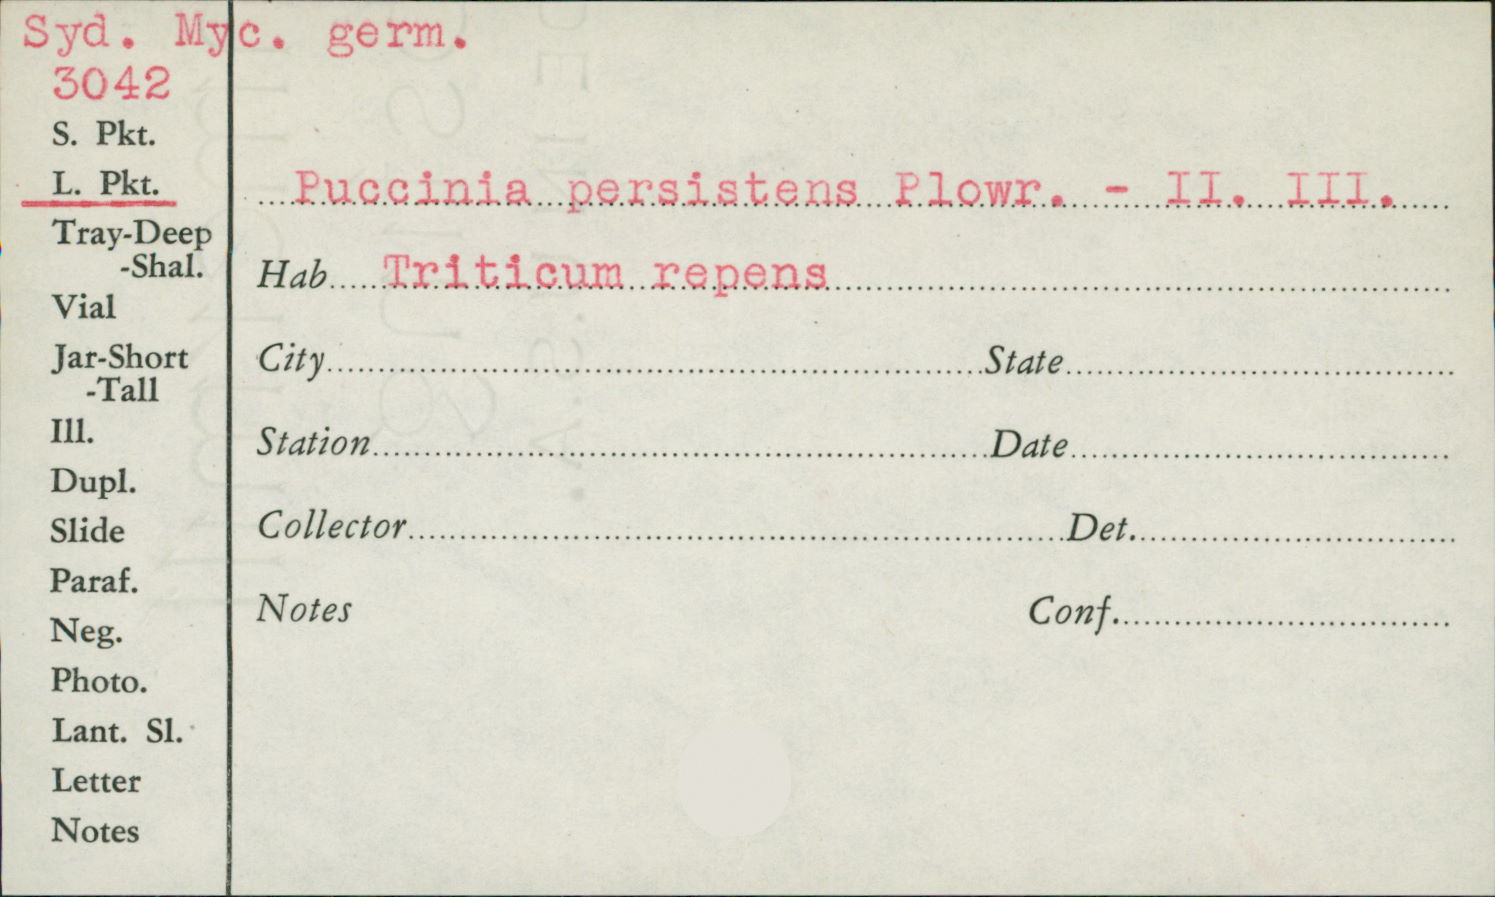 Syd. Myc. germ.
3042
S. Pkt.
L. Pkt.
Tray-Deep
-Shal.
Vial
Jar-Short
-Tall
Ill.
Dupl.
Slide
Paraf.
Neg.
Photo.
Lant. Sl.
Letter
Notes
Puccinia persistens Plowr. - II. III.
Hab Triticum repens
City State
Station Date
Collector Det.
Notes Conf.